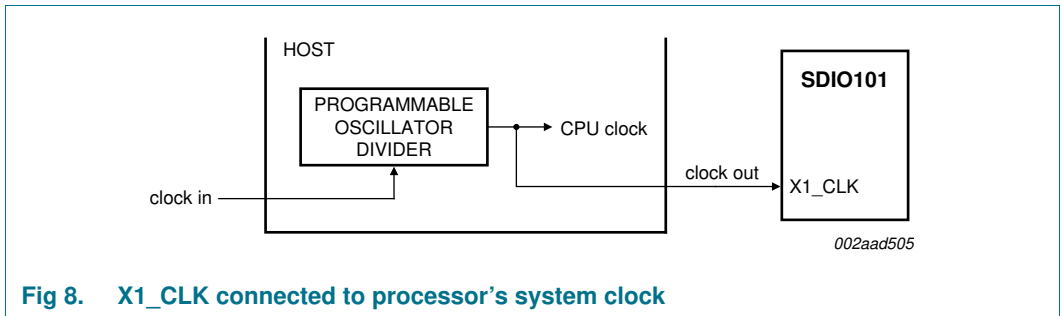 HOST
SDIO101
PROGRAMMABLE
OSCILLATOR
DIVIDER
CPU clock
clock out
X1_CLK
clock in
002aad505
Fig 8. X1_CLK connected to processor's system clock